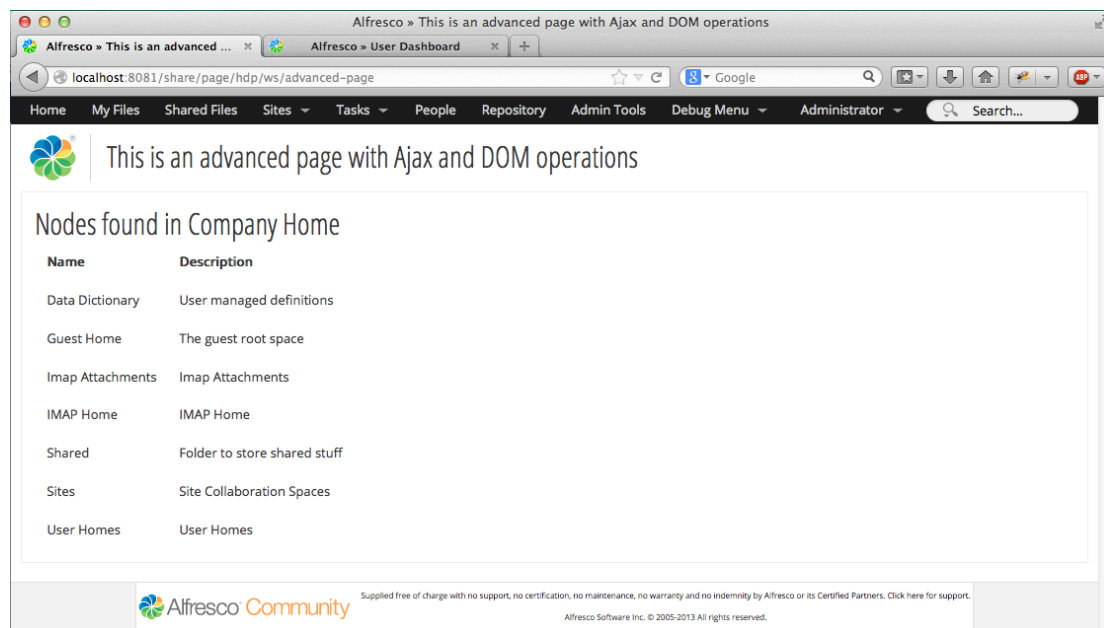 Alfresco » This is an advanced page with Ajax and DOM operations
Alfresco » This is an advanced ... × Alfresco » User Dashboard × +
localhost:8081/share/page/hdp/ws/advanced-page Google ABP
Home My Files Shared Files Sites Tasks People Repository Admin Tools Debug Menu Administrator Search...
This is an advanced page with Ajax and DOM operations
Nodes found in Company Home
Name Description
Data Dictionary User managed definitions
Guest Home The guest root space
Imap Attachments Imap Attachments
IMAP Home IMAP Home
Shared Folder to store shared stuff
Sites Site Collaboration Spaces
User Homes User Homes
Alfresco Community Supplied free of charge with no support, no certification, no maintenance, no warranty and no indemnity by Alfresco or its Certified Partners. Click here for support.
Alfresco Software Inc. © 2005-2013 All rights reserved.